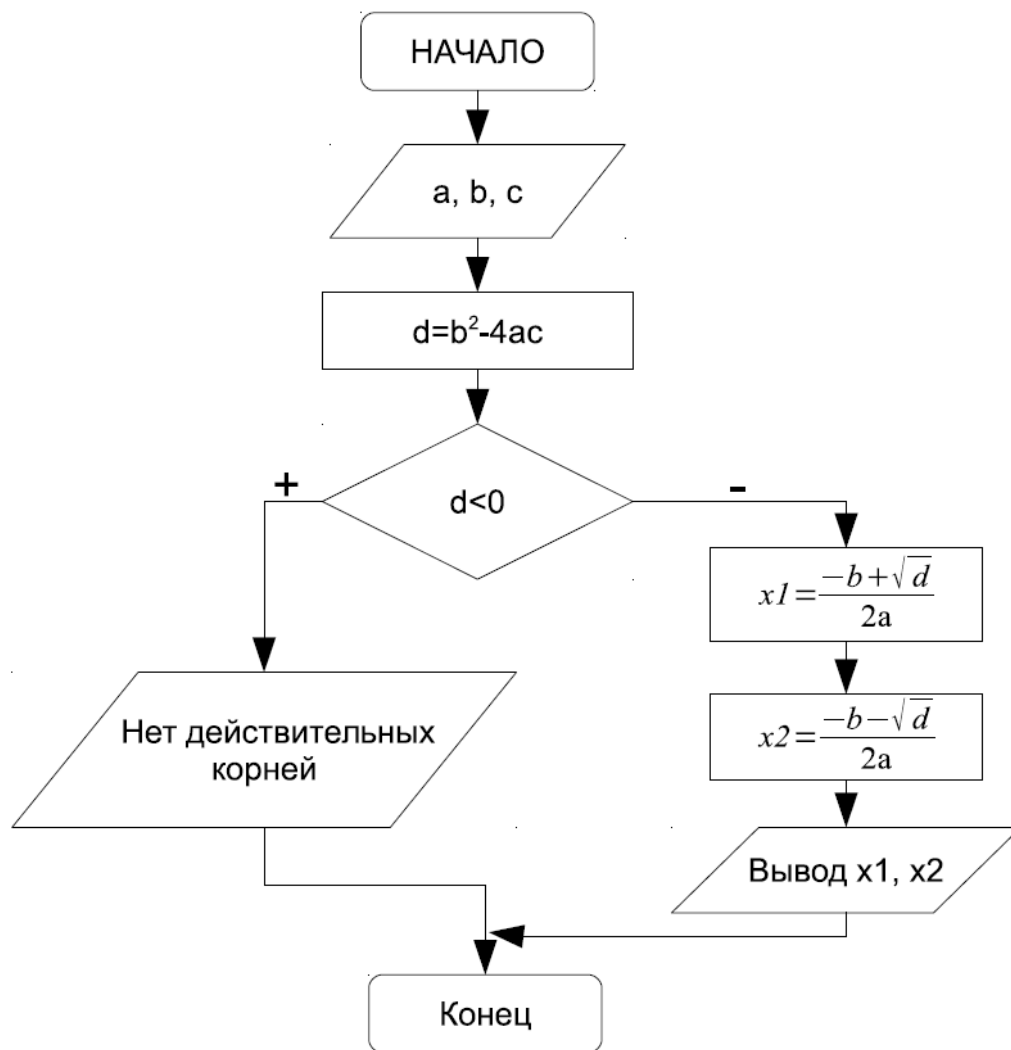 НАЧАЛО
a, b, c
d=b²-4ac
d<0
+
-
x1=(-b+√d)/2a
x2=(-b-√d)/2a
Нет действительных
корней
Вывод x1, x2
Конец